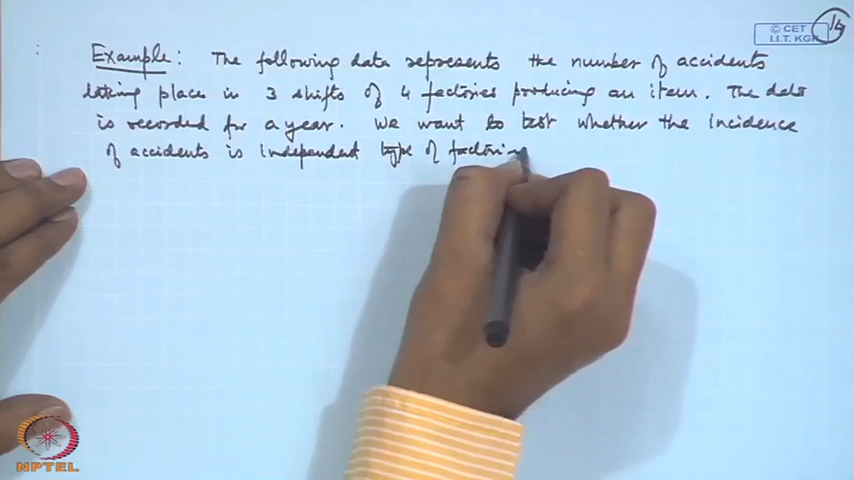 © CET
I.I.T. KGP
14
Example: The following data represents the number of accidents
taking place in 3 shifts of 4 factories producing an item. The data
is recorded for a year. We want to test whether the incidence
of accidents is independent type of factories
NPTEL